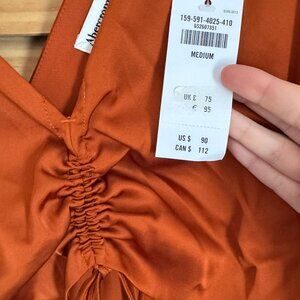 159-591-4025-410
MEDIUM
UK £ 75
€ 95
US $ 90
CAN $ 112